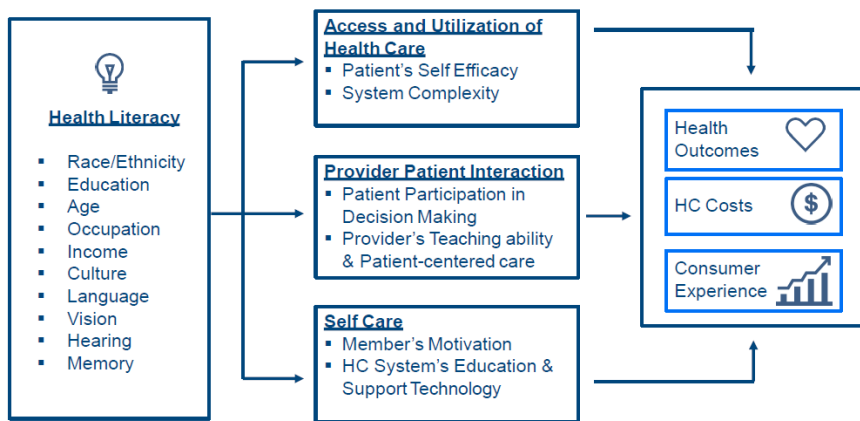 Health Literacy
▪ Race/Ethnicity
▪ Education
▪ Age
▪ Occupation
▪ Income
▪ Culture
▪ Language
▪ Vision
▪ Hearing
▪ Memory
Access and Utilization of
Health Care
▪ Patient's Self Efficacy
▪ System Complexity
Provider Patient Interaction
▪ Patient Participation in
Decision Making
▪ Provider's Teaching ability
& Patient-centered care
Self Care
▪ Member's Motivation
▪ HC System's Education &
Support Technology
Health
Outcomes
HC Costs
$
Consumer
Experience